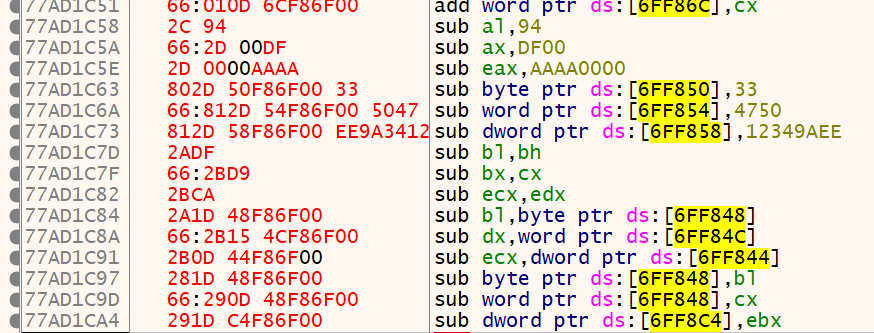 77AD1C51 66:010D 6CF86F00 add word ptr ds:[6FF86C],cx
77AD1C58 2C 94 sub al,94
77AD1C5A 66:2D 00DF sub ax,DF00
77AD1C5E 2D 0000AAAA sub eax,AAAA0000
77AD1C63 802D 50F86F00 33 sub byte ptr ds:[6FF850],33
77AD1C6A 66:812D 54F86F00 5047 sub word ptr ds:[6FF854],4750
77AD1C73 812D 58F86F00 EE9A3412 sub dword ptr ds:[6FF858],12349AEE
77AD1C7D 2ADF sub bl,bh
77AD1C7F 66:2BD9 sub bx,cx
77AD1C82 2BCA sub ecx,edx
77AD1C84 2A1D 48F86F00 sub bl,byte ptr ds:[6FF848]
77AD1C8A 66:2B15 4CF86F00 sub dx,word ptr ds:[6FF84C]
77AD1C91 2B0D 44F86F00 sub ecx,dword ptr ds:[6FF844]
77AD1C97 281D 48F86F00 sub byte ptr ds:[6FF848],bl
77AD1C9D 66:290D 48F86F00 sub word ptr ds:[6FF848],cx
77AD1CA4 291D C4F86F00 sub dword ptr ds:[6FF8C4],ebx